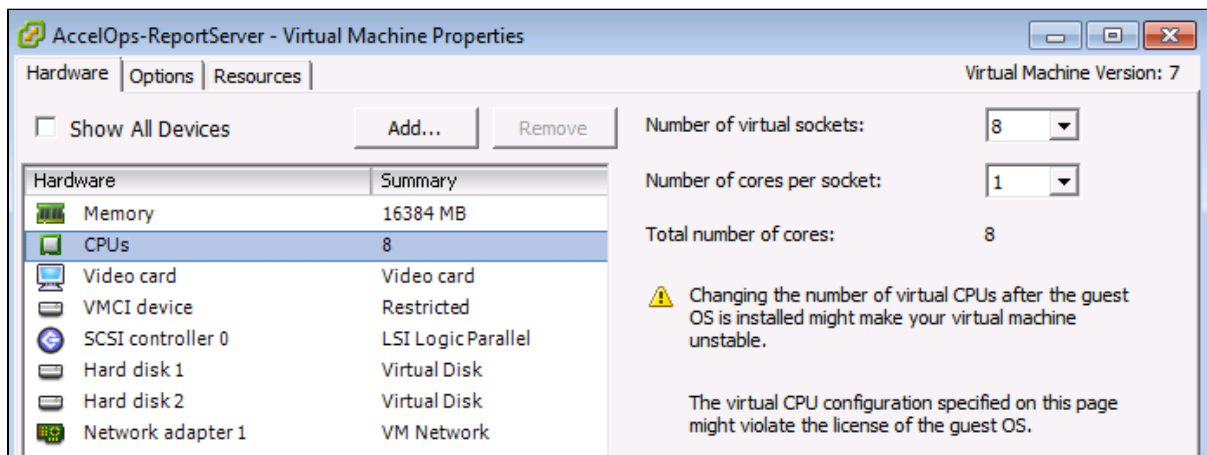 AccelOps-ReportServer - Virtual Machine Properties
Hardware Options Resources
Virtual Machine Version: 7
Show All Devices
Add...
Remove
Hardware Summary
Memory 16384 MB
CPUs 8
Video card Video card
VMCI device Restricted
SCSI controller 0 LSI Logic Parallel
Hard disk 1 Virtual Disk
Hard disk 2 Virtual Disk
Network adapter 1 VM Network
Number of virtual sockets: 8
Number of cores per socket: 1
Total number of cores: 8
Changing the number of virtual CPUs after the guest
OS is installed might make your virtual machine
unstable.
The virtual CPU configuration specified on this page
might violate the license of the guest OS.